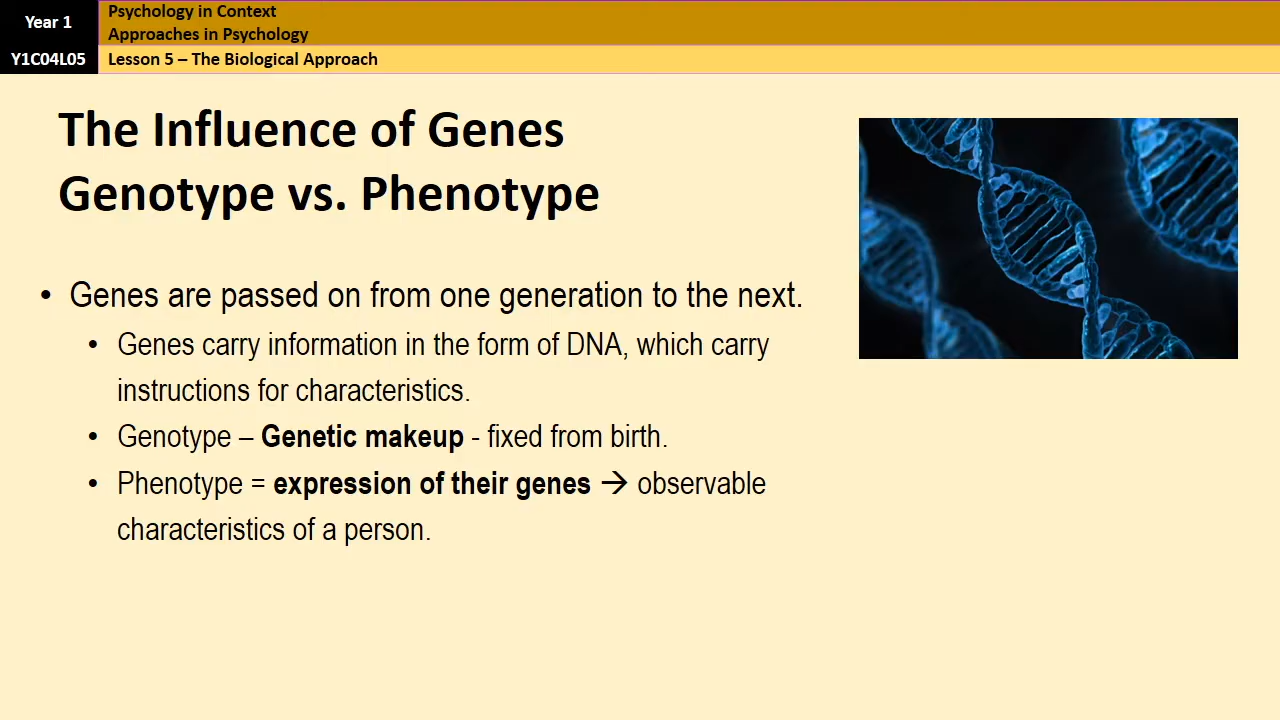 Year 1
Psychology in Context
Approaches in Psychology
Y1C04L05
Lesson 5 – The Biological Approach
The Influence of Genes
Genotype vs. Phenotype
• Genes are passed on from one generation to the next.
• Genes carry information in the form of DNA, which carry
instructions for characteristics.
• Genotype – Genetic makeup - fixed from birth.
• Phenotype = expression of their genes → observable
characteristics of a person.